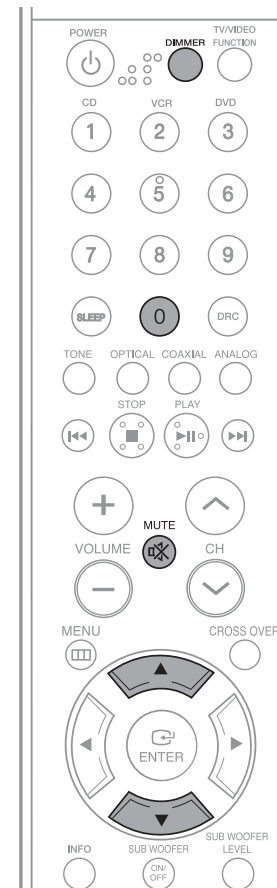 TV/VIDEO
POWER DIMMER FUNCTION
CD VCR DVD
1 2 3
4 5 6
7 8 9
SLEEP 0 DRC
TONE OPTICAL COAXIAL ANALOG
STOP PLAY
MUTE
VOLUME CH
MENU CROSS OVER
ENTER
SUB WOOFER
INFO SUB WOOFER LEVEL
ON/
OFF